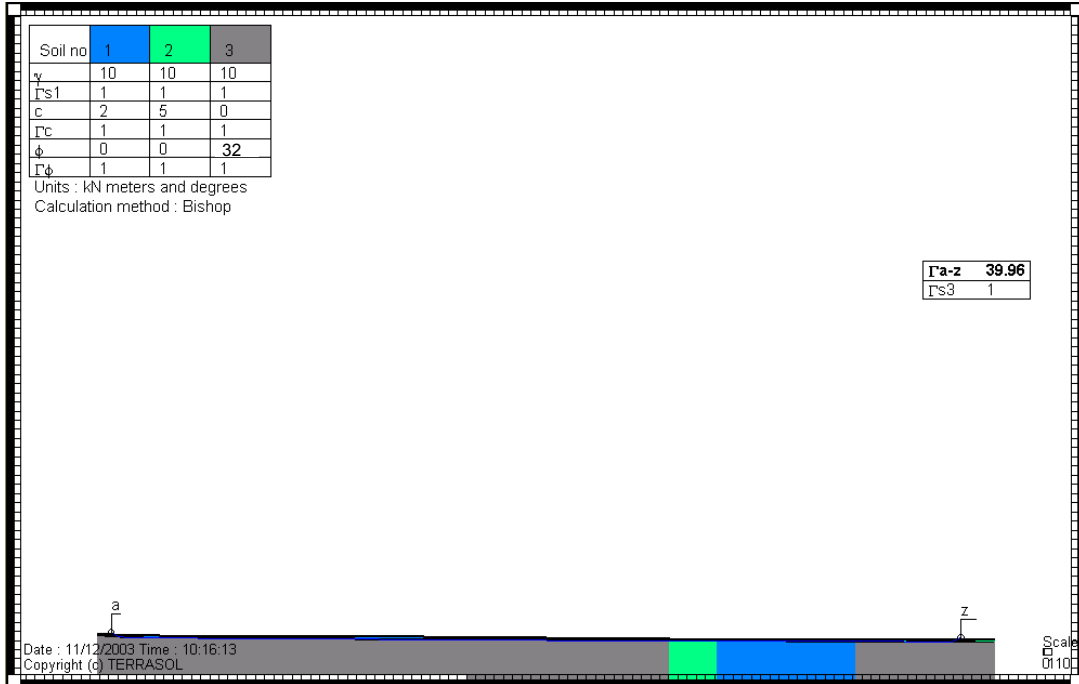 Soil no 1 2 3
γ 10 10 10
Γs1 1 1 1
c 2 5 0
Γc 1 1 1
ϕ 0 0 32
Γϕ 1 1 1
Units : kN meters and degrees
Calculation method : Bishop
Γa-z 39.96
Γs3 1
a
z
Date : 11/12/2003 Time : 10:16:13
Copyright (c) TERRASOL
Scale